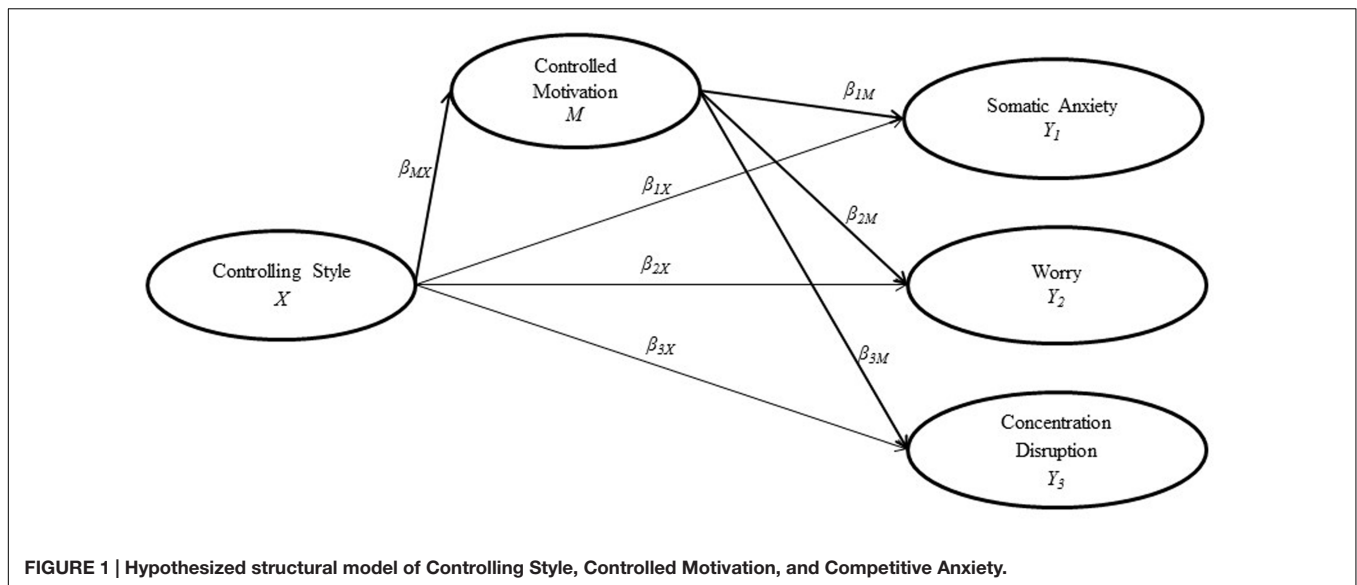 Controlled
Motivation
M
Somatic Anxiety
Y1
β1M
βMX
β1X
β2M
Controlling Style
X
β2X
Worry
Y2
β3X
β3M
Concentration
Disruption
Y3
FIGURE 1 | Hypothesized structural model of Controlling Style, Controlled Motivation, and Competitive Anxiety.